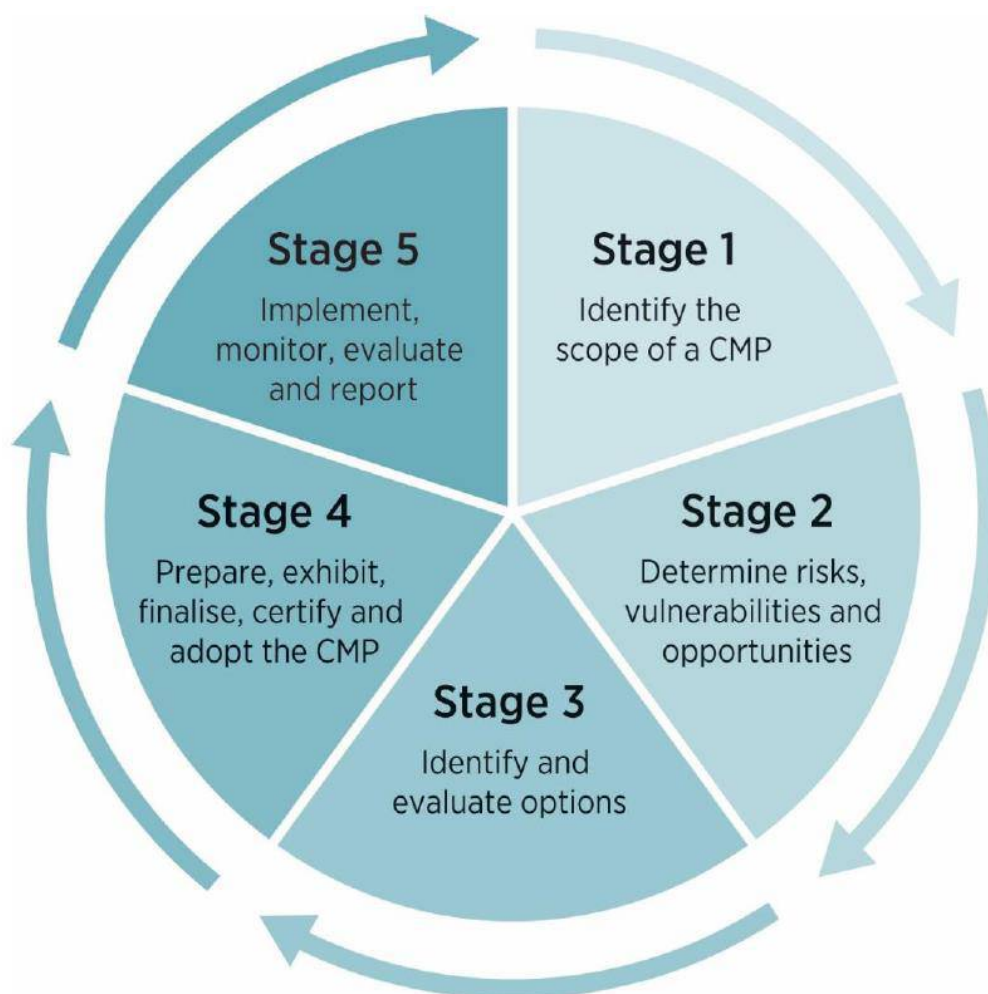 Stage 1
Identify the
scope of a CMP
Stage 2
Determine risks,
vulnerabilities and
opportunities
Stage 3
Identify and
evaluate options
Stage 4
Prepare, exhibit,
finalise, certify and
adopt the CMP
Stage 5
Implement,
monitor, evaluate
and report